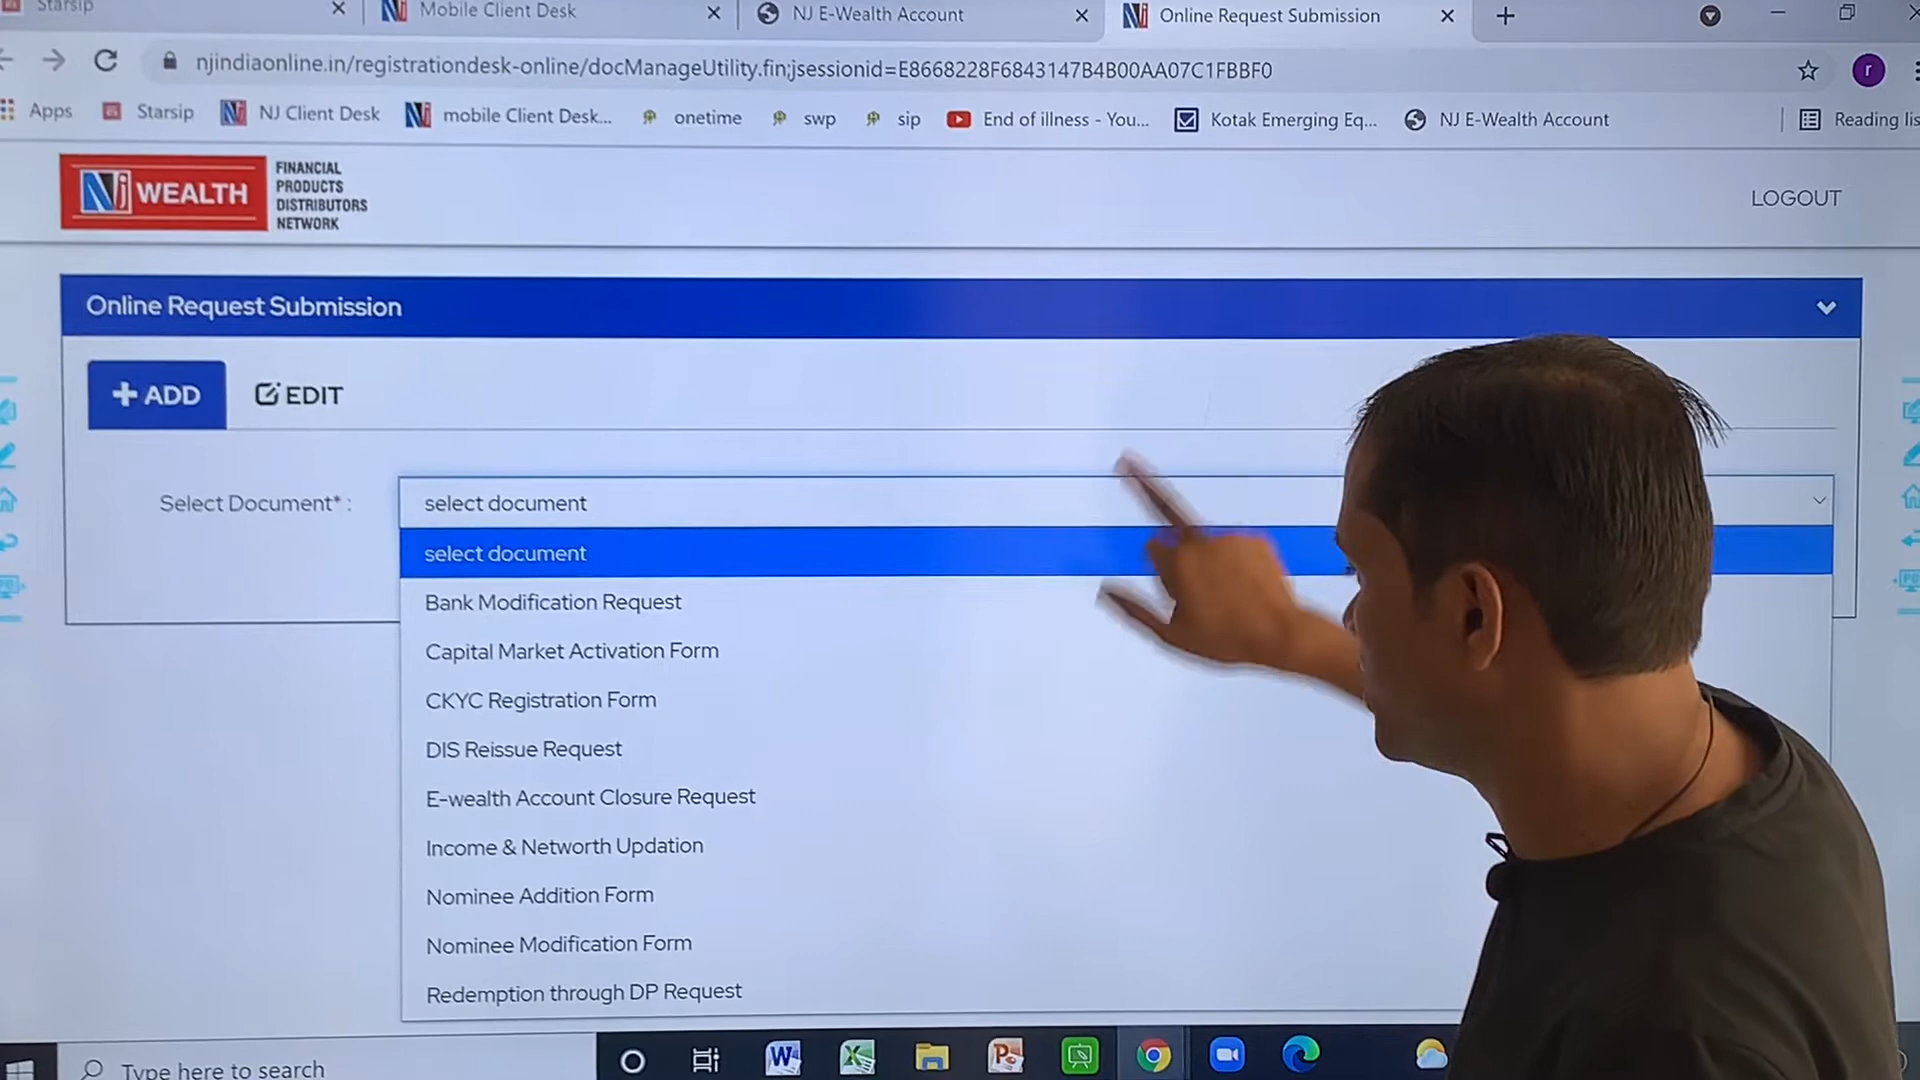 Starsip
Mobile Client Desk
NJ E-Wealth Account
Online Request Submission
njindiaonline.in/registrationdesk-online/docManageUtility.fin;jsessionid=E8668228F6843147B4B00AA07C1FBBF0
r
Apps
Starsip
NJ Client Desk
mobile Client Desk...
onetime
swp
sip
End of illness - You...
Kotak Emerging Eq...
NJ E-Wealth Account
Reading lis
NJ WEALTH
FINANCIAL
PRODUCTS
DISTRIBUTORS
NETWORK
LOGOUT
Online Request Submission
+ ADD
EDIT
Select Document* :
select document
select document
Bank Modification Request
Capital Market Activation Form
CKYC Registration Form
DIS Reissue Request
E-wealth Account Closure Request
Income & Networth Updation
Nominee Addition Form
Nominee Modification Form
Redemption through DP Request
Type here to search